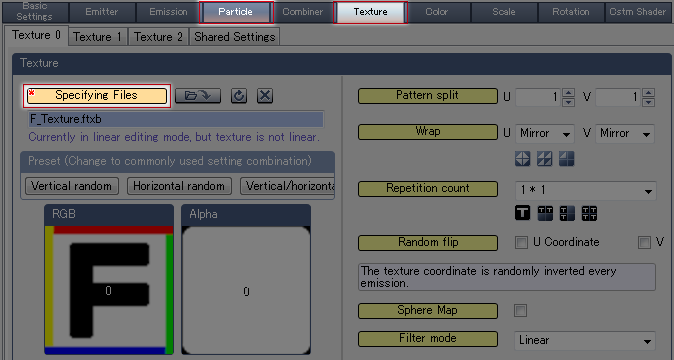 Basic Settings Emitter Emission Particle Combiner Texture Color Scale Rotation Cstm Shader
Texture 0 Texture 1 Texture 2 Shared Settings
Texture
* Specifying Files
F_Texture.ftxb
Currently in linear editing mode, but texture is not linear.
Preset (Change to commonly used setting combination)
Vertical random Horizontal random Vertical/horizonta
RGB Alpha
F
0 0
Pattern split U 1 V 1
Wrap U Mirror V Mirror
Repetition count 1 * 1
Random flip U Coordinate V
The texture coordinate is randomly inverted every
emission.
Sphere Map
Filter mode Linear